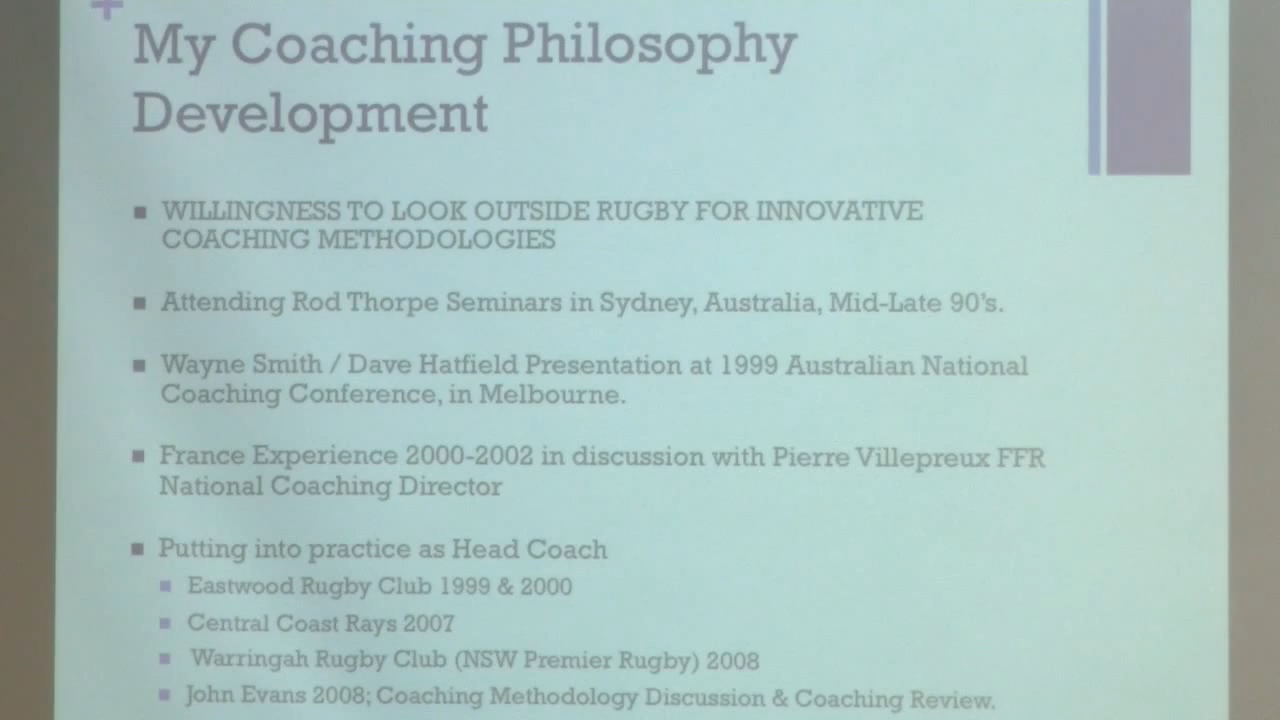 +
My Coaching Philosophy
Development
WILLINGNESS TO LOOK OUTSIDE RUGBY FOR INNOVATIVE
COACHING METHODOLOGIES
Attending Rod Thorpe Seminars in Sydney, Australia, Mid-Late 90's.
Wayne Smith / Dave Hatfield Presentation at 1999 Australian National
Coaching Conference, in Melbourne.
France Experience 2000-2002 in discussion with Pierre Villepreux FFR
National Coaching Director
Putting into practice as Head Coach
Eastwood Rugby Club 1999 & 2000
Central Coast Rays 2007
Warringah Rugby Club (NSW Premier Rugby) 2008
John Evans 2008; Coaching Methodology Discussion & Coaching Review.